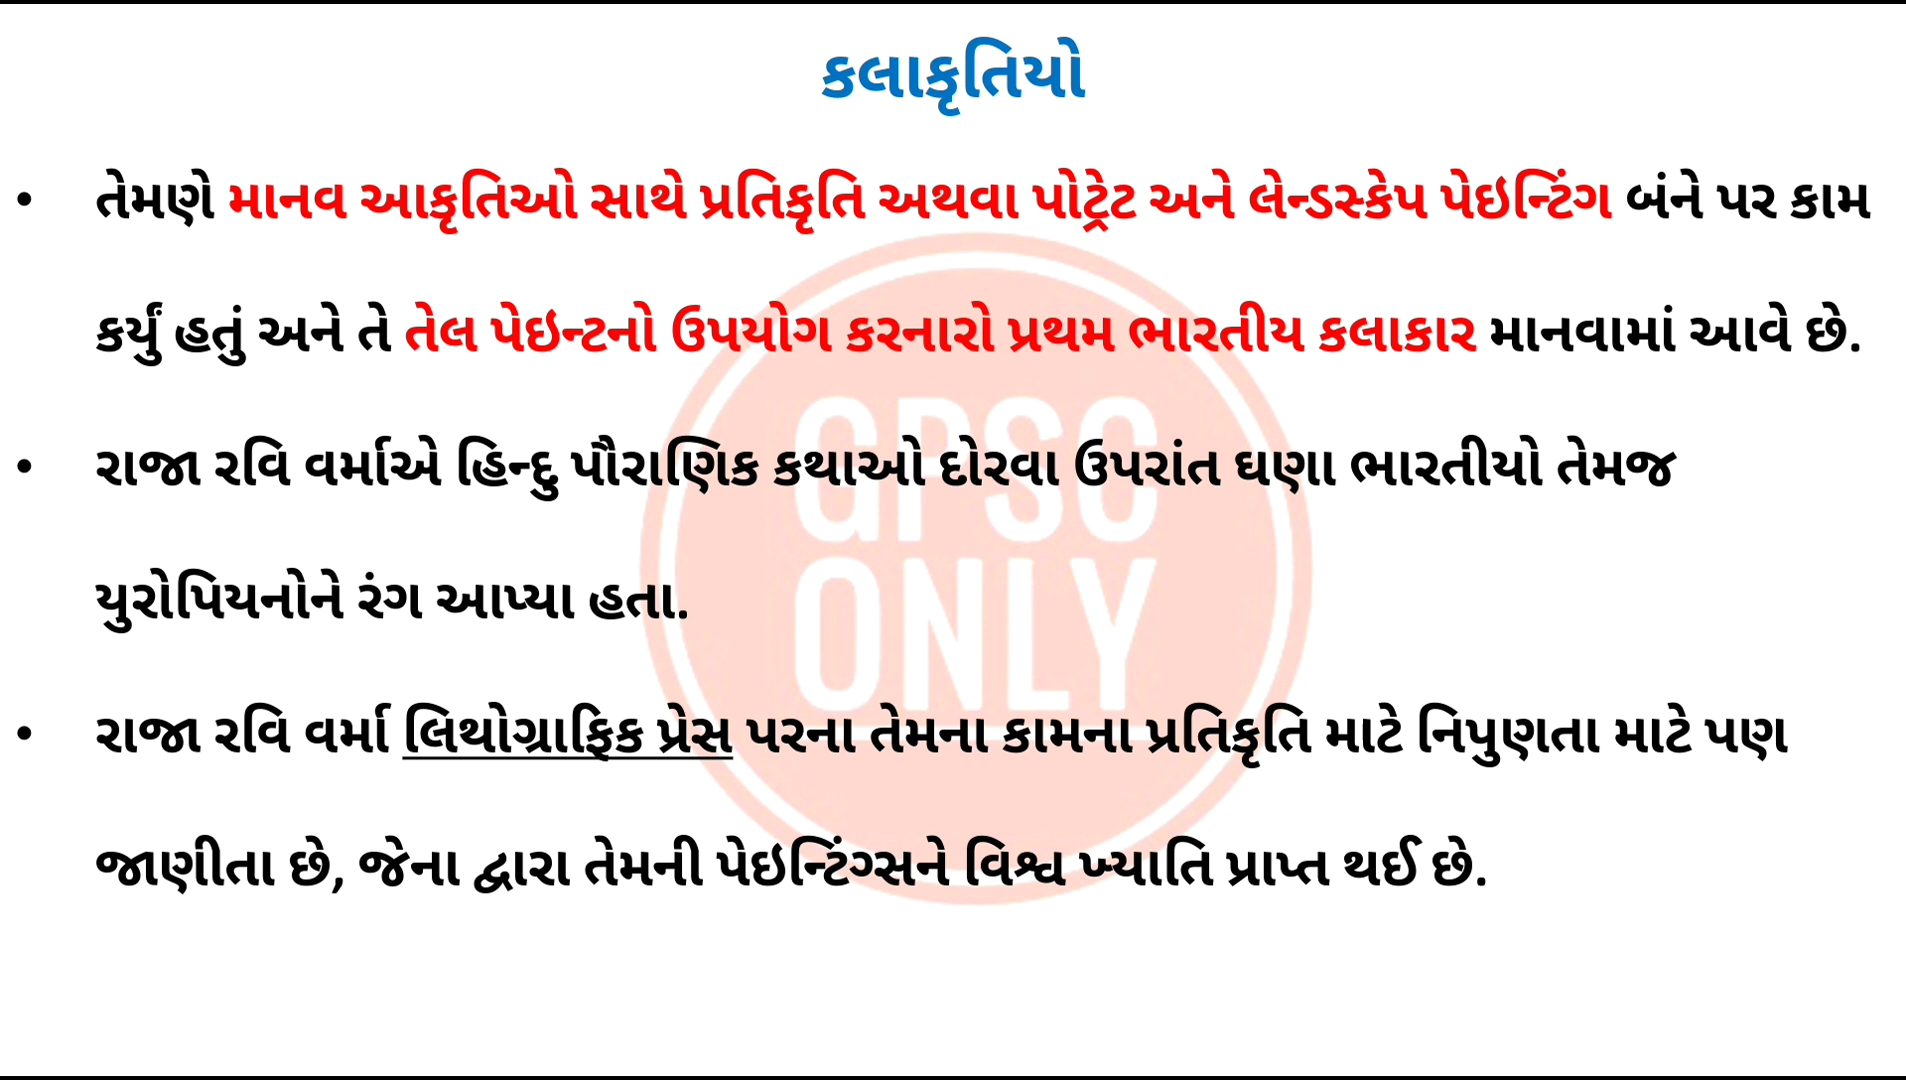 કલાકૃતિયો
• તેમણે માનવ આકૃતિઓ સાથે પ્રતિકૃતિ અથવા પોટ્રેટ અને લેન્ડસ્કેપ પેઇન્ટિંગ બંને પર કામ
કર્યું હતું અને તે તેલ પેઇન્ટનો ઉપયોગ કરનારો પ્રથમ ભારતીય કલાકાર માનવામાં આવે છે.
• રાજા રવિ વર્માએ હિન્દુ પૌરાણિક કથાઓ દોરવા ઉપરાંત ઘણા ભારતીયો તેમજ
યુરોપિયનોને રંગ આપ્યા હતા.
• રાજા રવિ વર્મા લિથોગ્રાફિક પ્રેસ પરના તેમના કામના પ્રતિકૃતિ માટે નિપુણતા માટે પણ
જાણીતા છે, જેના દ્વારા તેમની પેઇન્ટિંગ્સને વિશ્વ ખ્યાતિ પ્રાપ્ત થઈ છે.
GPSC
ONLY